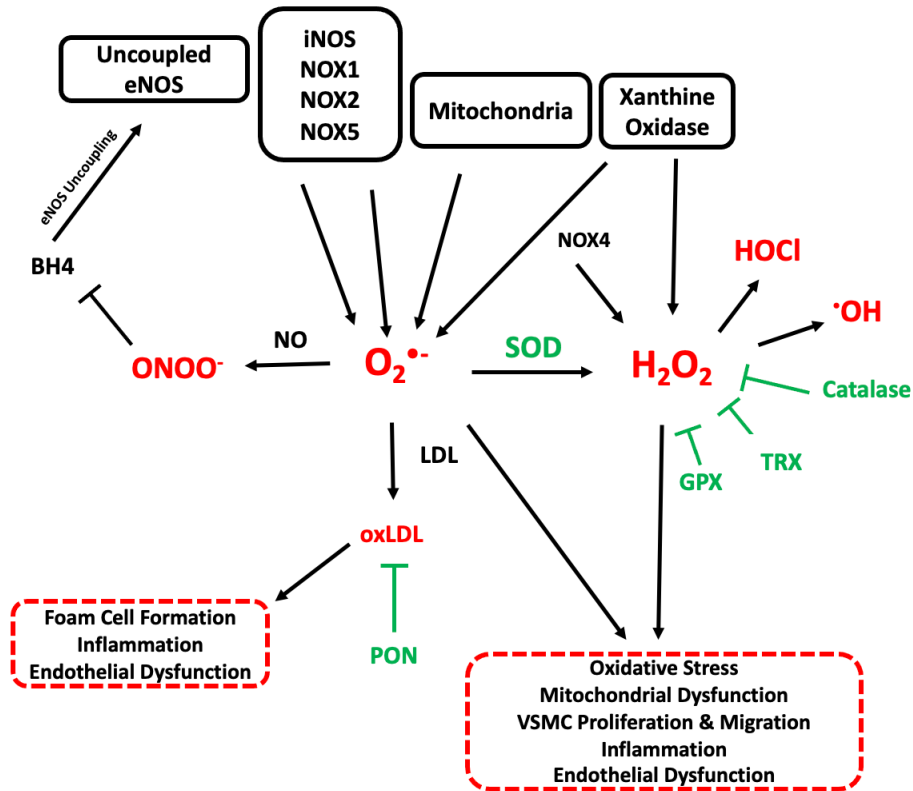 Uncoupled
eNOS
iNOS
NOX1
NOX2
NOX5
Mitochondria
Xanthine
Oxidase
eNOS Uncoupling
BH4
NOX4
HOCl
•OH
NO
ONOO⁻
O₂•⁻
SOD
H₂O₂
Catalase
TRX
GPX
LDL
oxLDL
PON
Foam Cell Formation
Inflammation
Endothelial Dysfunction
Oxidative Stress
Mitochondrial Dysfunction
VSMC Proliferation & Migration
Inflammation
Endothelial Dysfunction